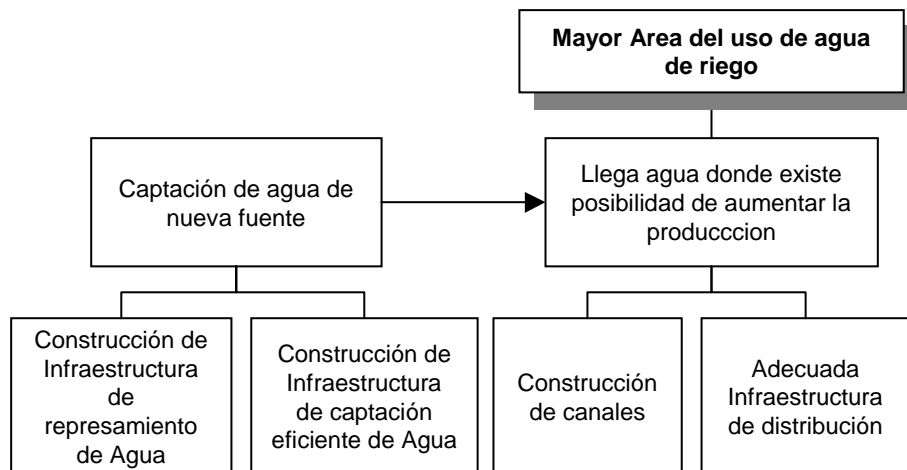 Mayor Area del uso de agua
de riego
Captación de agua de
nueva fuente
Llega agua donde existe
posibilidad de aumentar la
producccion
Construcción de
Infraestructura
de
represamiento
de Agua
Construcción de
Infraestructura
de captación
eficiente de Agua
Construcción
de canales
Adecuada
Infraestructura
de distribución